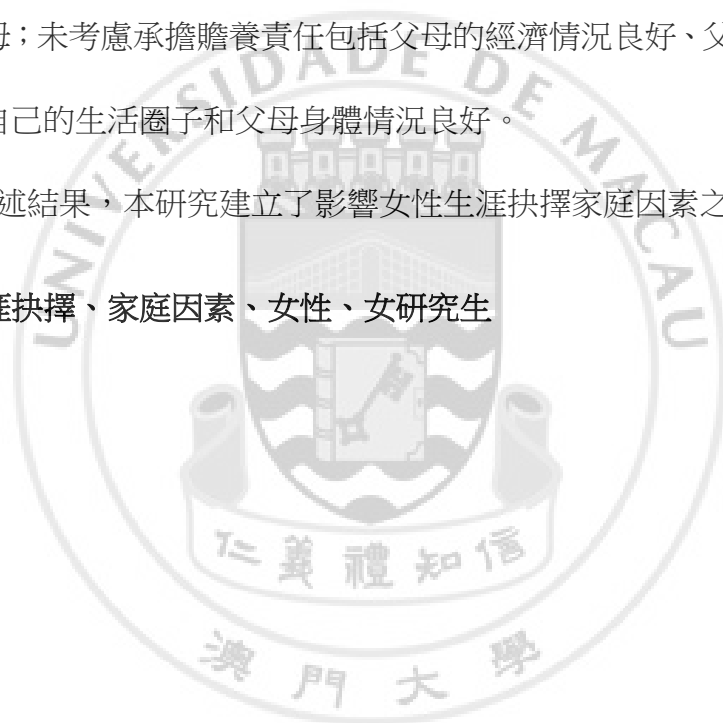 母；未考慮承擔贍養責任包括父母的經濟情況良好、父
自己的生活圈子和父母身體情況良好。
述結果，本研究建立了影響女性生涯抉擇家庭因素之
涯抉擇、家庭因素、女性、女研究生
UNIVERSIDADE DE MACAU
仁義禮知信
澳門大學